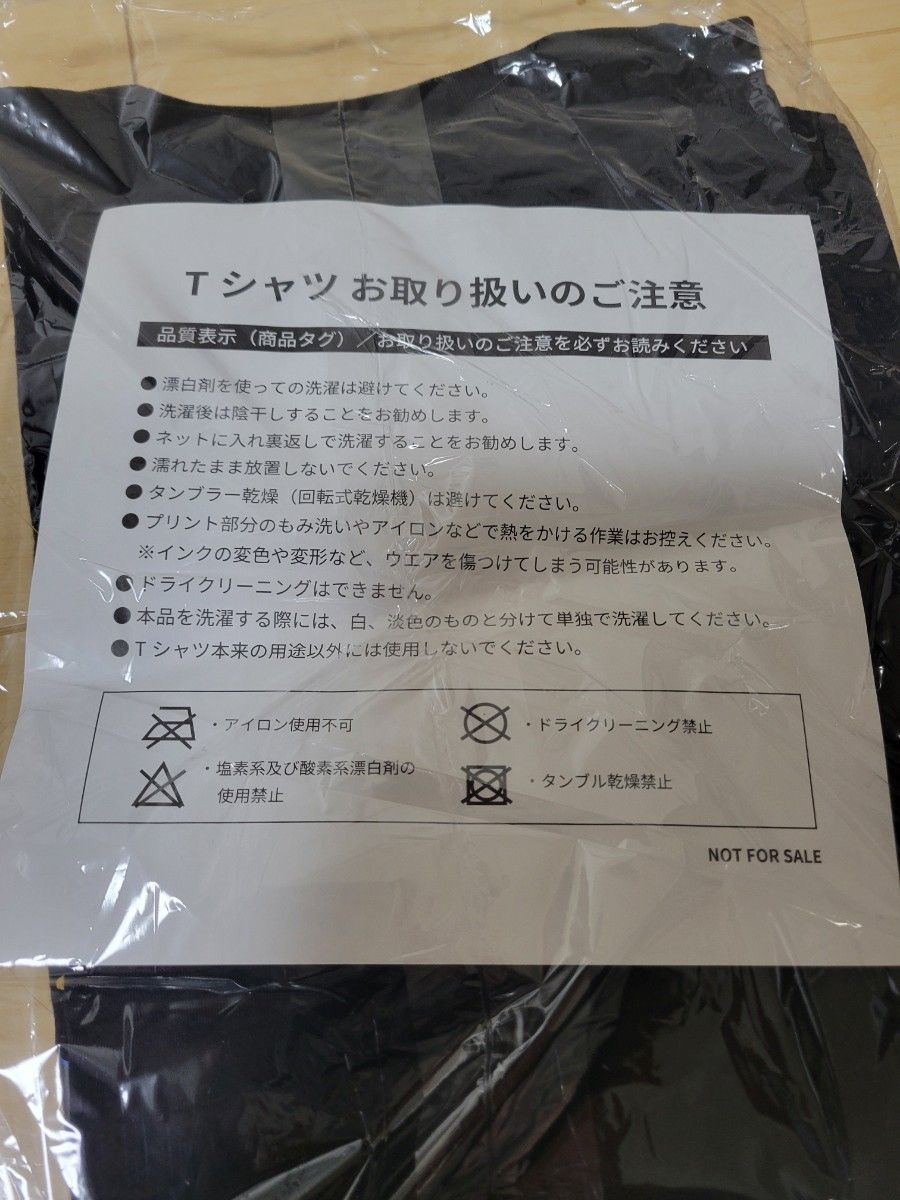 Tシャツ お取り扱いのご注意
品質表示（商品タグ）／お取り扱いのご注意を必ずお読みください
●漂白剤を使っての洗濯は避けてください。
●洗濯後は陰干しすることをお勧めします。
●ネットに入れ裏返しで洗濯することをお勧めします。
●濡れたまま放置しないでください。
●タンブラー乾燥（回転式乾燥機）は避けてください。
●プリント部分のもみ洗いやアイロンなどで熱をかける作業はお控えください。
※インクの変色や変形など、ウエアを傷つけてしまう可能性があります。
●ドライクリーニングはできません。
●本品を洗濯する際には、白、淡色のものと分けて単独で洗濯してください。
●Tシャツ本来の用途以外には使用しないでください。
・アイロン使用不可
・ドライクリーニング禁止
・塩素系及び酸素系漂白剤の
使用禁止
・タンブル乾燥禁止
NOT FOR SALE